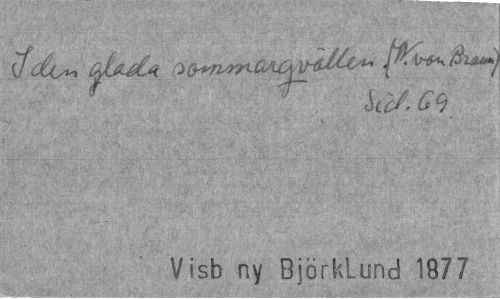 I den glada sommarqvällen (W. von Braun)
Sid. 69
Visb ny Björklund 1877